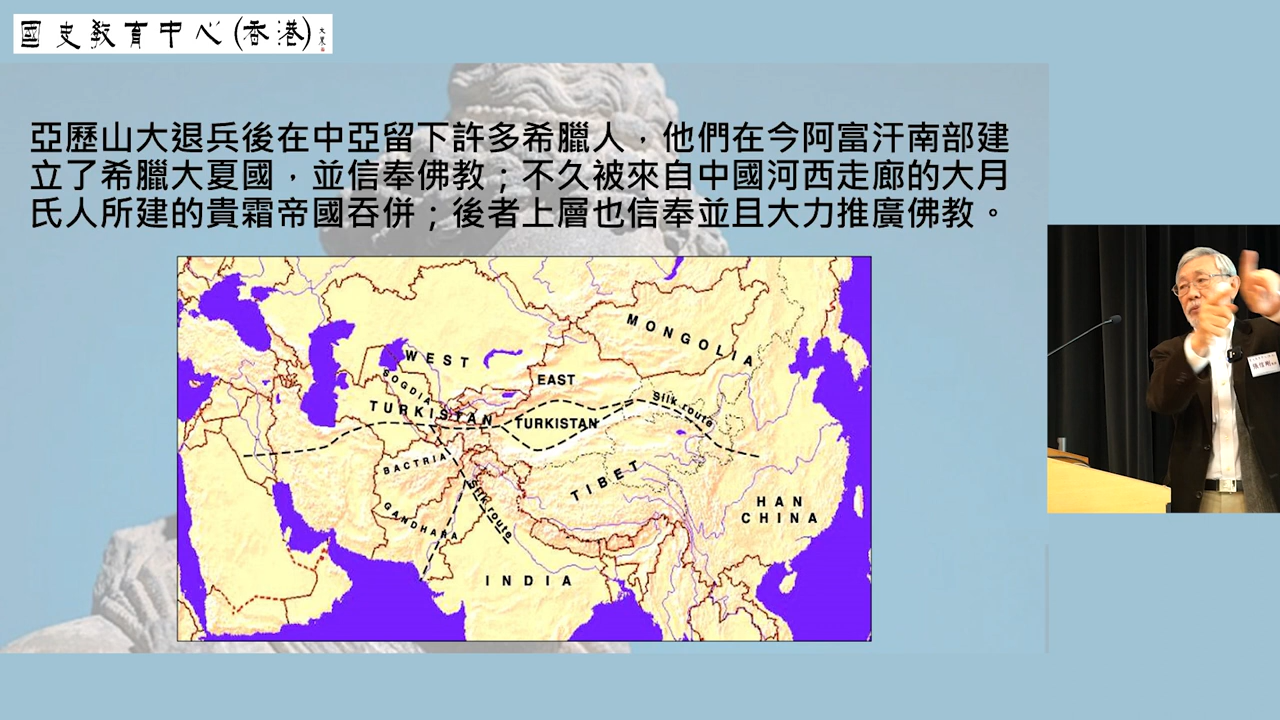 國史教育中心(香港)
亞歷山大退兵後在中亞留下許多希臘人，他們在今阿富汗南部建
立了希臘大夏國，並信奉佛教；不久被來自中國河西走廊的大月
氏人所建的貴霜帝國吞併；後者上層也信奉並且大力推廣佛教。
MONGOLIA
WEST
SOGDIA
EAST
TURKISTAN
Silk route
TURKISTAN
BACTRIA
TIBET
Silk route
GANDHARA
HAN
CHINA
INDIA